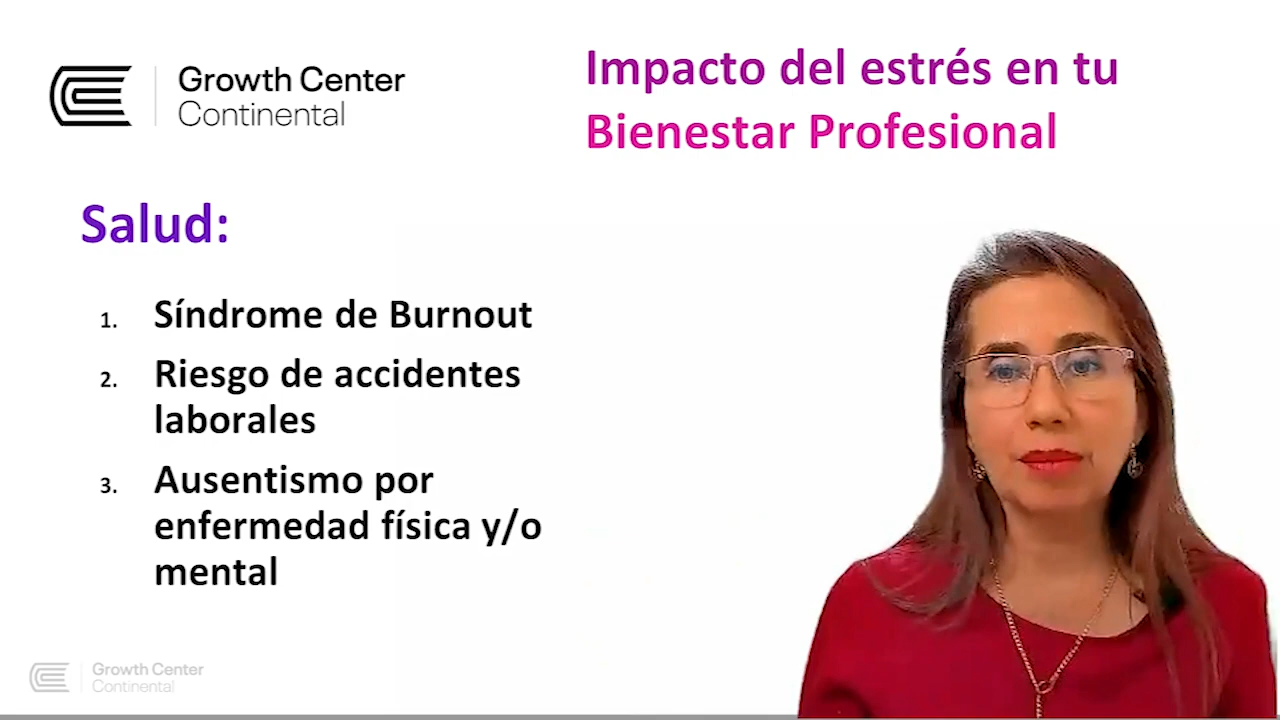 Growth Center
Continental
Impacto del estrés en tu
Bienestar Profesional
Salud:
1. Síndrome de Burnout
2. Riesgo de accidentes
laborales
3. Ausentismo por
enfermedad física y/o
mental
Growth Center
Continental